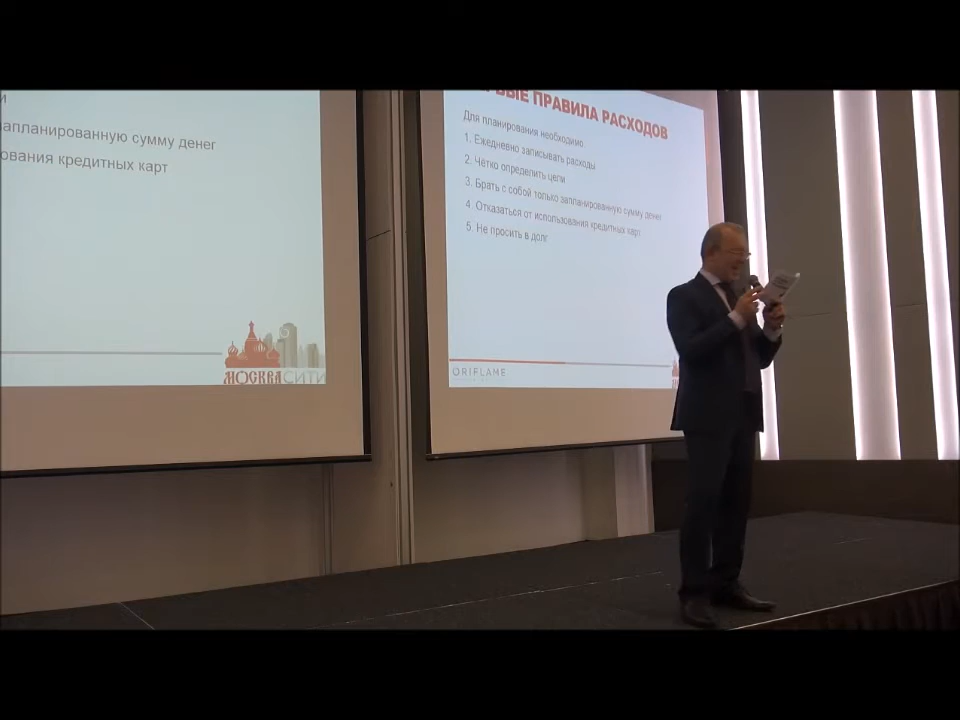 запланированную сумму денег
кредитных карт
МОСКВА СИТИ
ПРАВИЛА РАСХОДОВ
Для планирования необходимо:
1. Ежедневно записывать расходы
2. Чётко определить цели
3. Брать с собой только запланированную сумму денег
4. Отказаться от использования кредитных карт
5. Не просить в долг
ORIFLAME